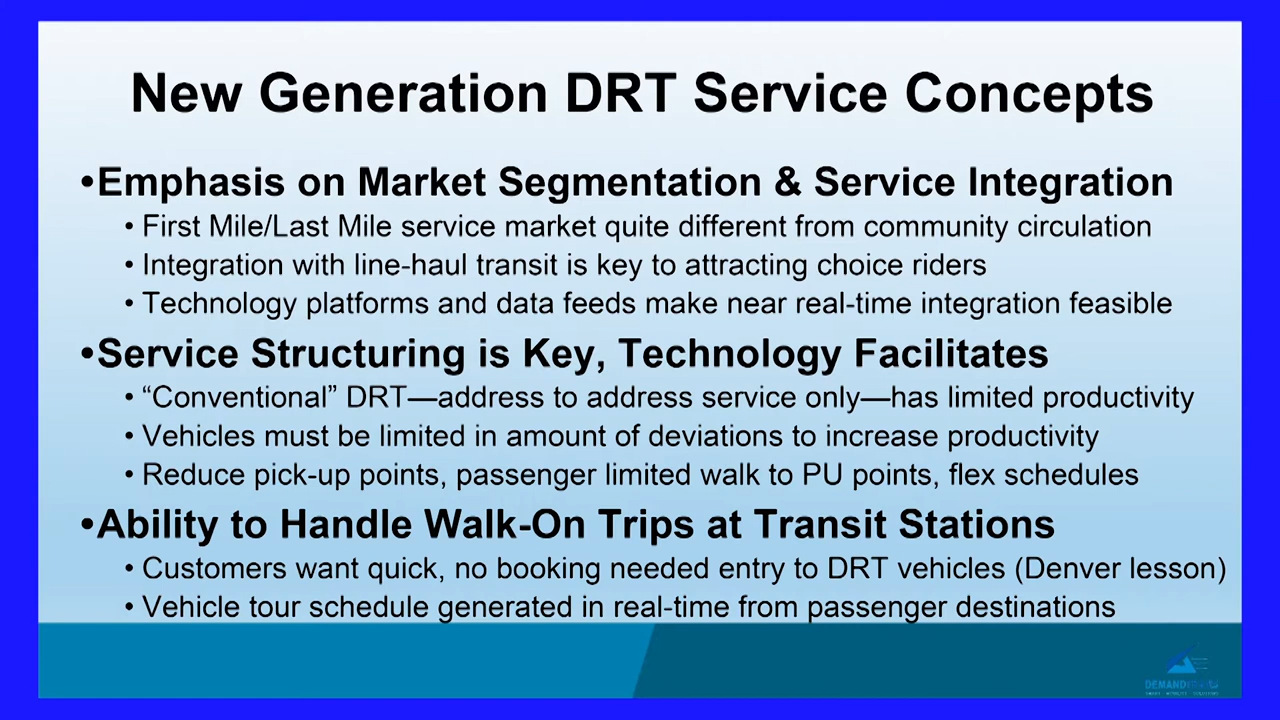 New Generation DRT Service Concepts
•Emphasis on Market Segmentation & Service Integration
• First Mile/Last Mile service market quite different from community circulation
• Integration with line-haul transit is key to attracting choice riders
• Technology platforms and data feeds make near real-time integration feasible
•Service Structuring is Key, Technology Facilitates
• “Conventional” DRT—address to address service only—has limited productivity
• Vehicles must be limited in amount of deviations to increase productivity
• Reduce pick-up points, passenger limited walk to PU points, flex schedules
•Ability to Handle Walk-On Trips at Transit Stations
• Customers want quick, no booking needed entry to DRT vehicles (Denver lesson)
• Vehicle tour schedule generated in real-time from passenger destinations